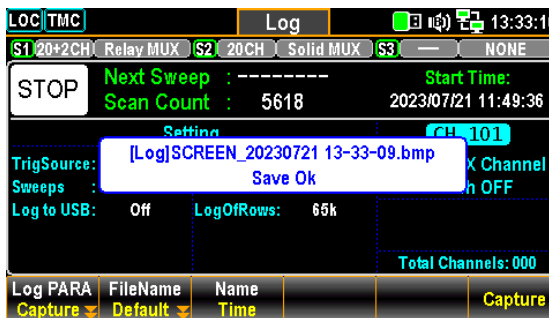 LOC TMC Log 13:33:1
S1 20+2CH Relay MUX S2 20CH Solid MUX S3 — NONE
STOP
Next Sweep : --------
Scan Count : 5618
Start Time:
2023/07/21 11:49:36
Setting
CH 101
[Log]SCREEN_20230721 13-33-09.bmp
Save Ok
TrigSource:
X Channel
Sweeps :
OFF
Log to USB: Off LogOfRows: 65k
Total Channels: 000
Log PARA FileName Name
Capture Default Time Capture